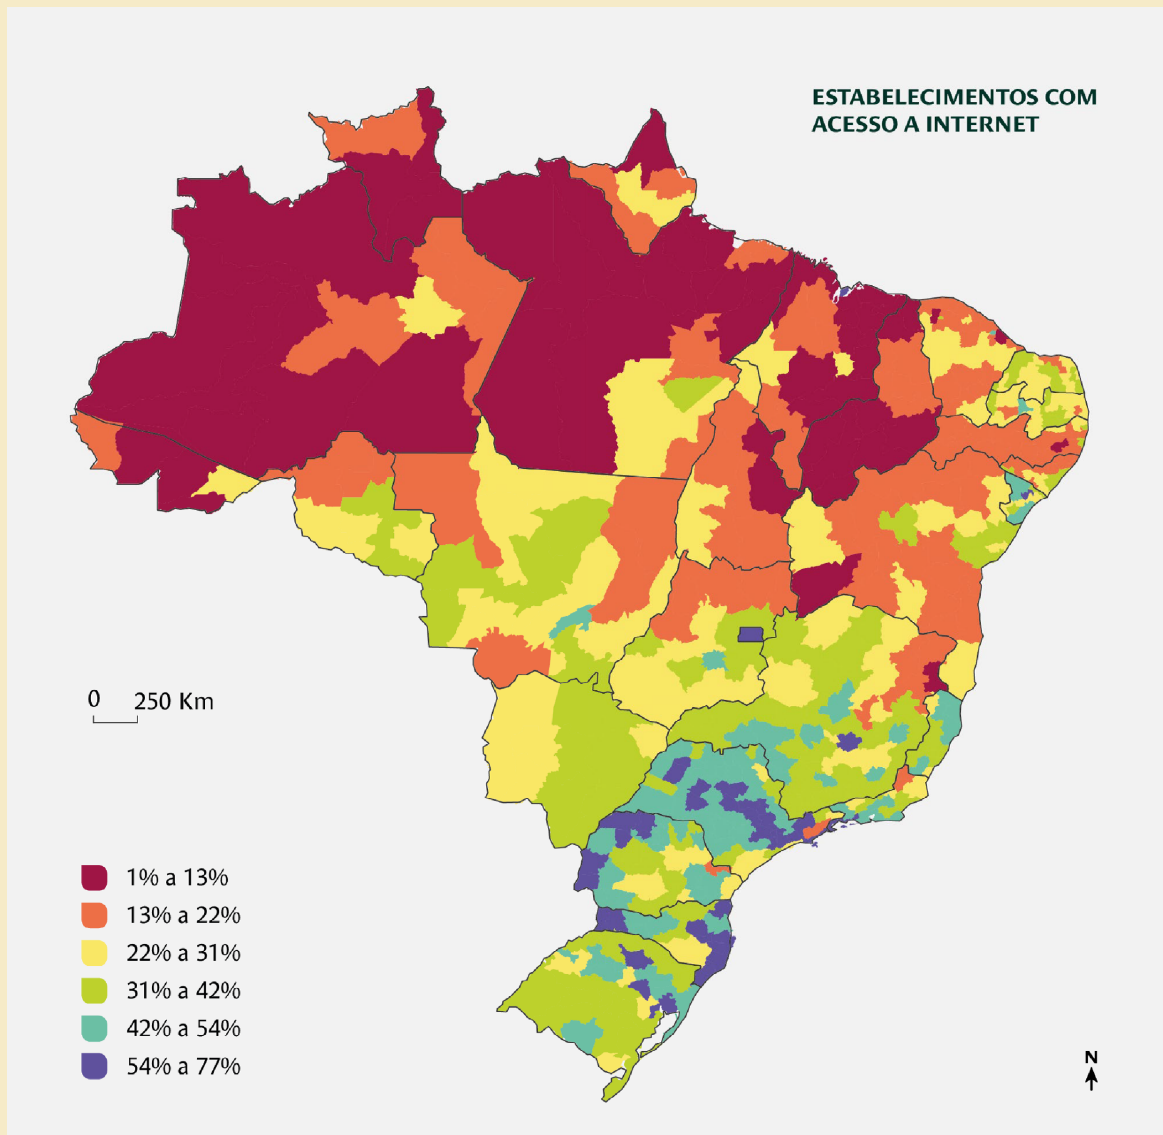 ESTABELECIMENTOS COM
ACESSO A INTERNET
0 250 Km
1% a 13%
13% a 22%
22% a 31%
31% a 42%
42% a 54%
54% a 77%
N